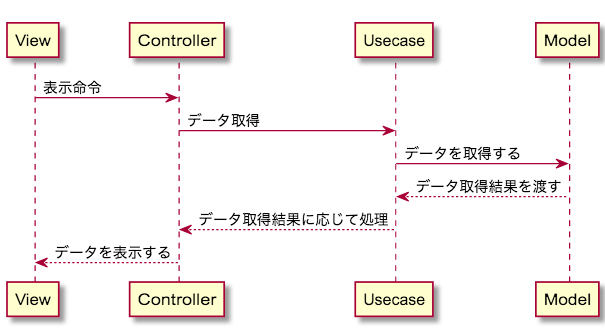 View Controller Usecase Model
表示命令
データ取得
データを取得する
データ取得結果を渡す
データ取得結果に応じて処理
データを表示する
View Controller Usecase Model